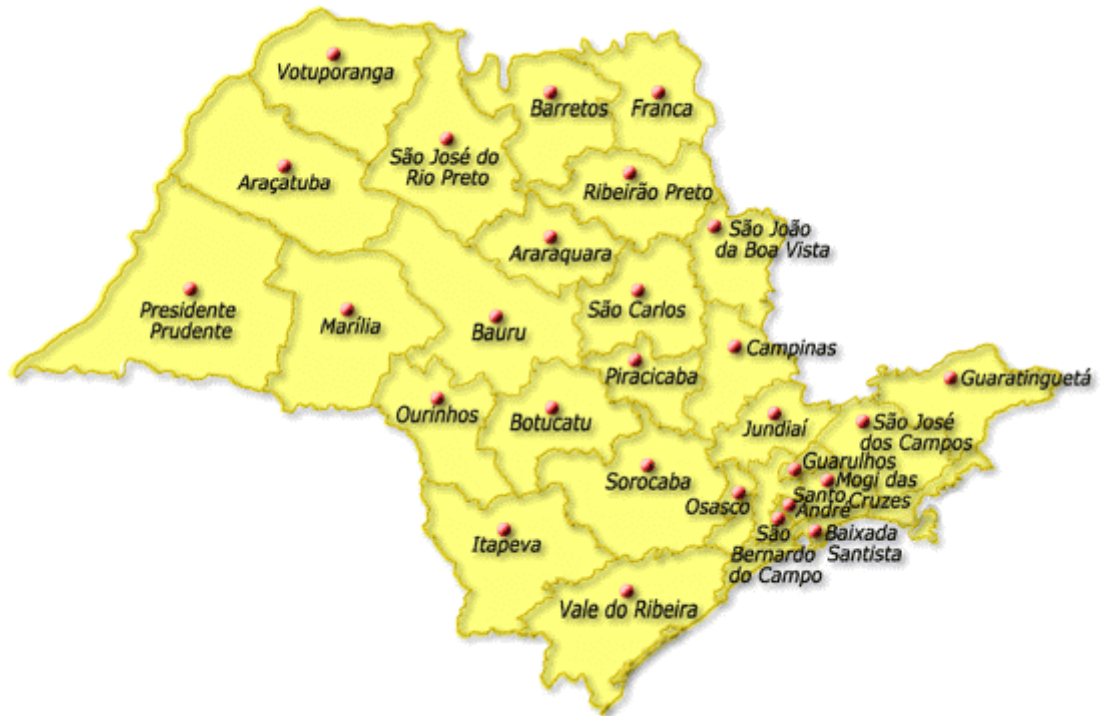 Votuporanga
Barretos
Franca
São José do
Rio Preto
Araçatuba
Ribeirão Preto
São João
da Boa Vista
Araraquara
Presidente
Prudente
Marília
Bauru
São Carlos
Campinas
Piracicaba
Guaratinguetá
Ourinhos
Botucatu
Jundiaí
São José
dos Campos
Guarulhos
Sorocaba
Osasco
Mogi das
Cruzes
Santo
André
Itapeva
São
Bernardo
do Campo
Baixada
Santista
Vale do Ribeira